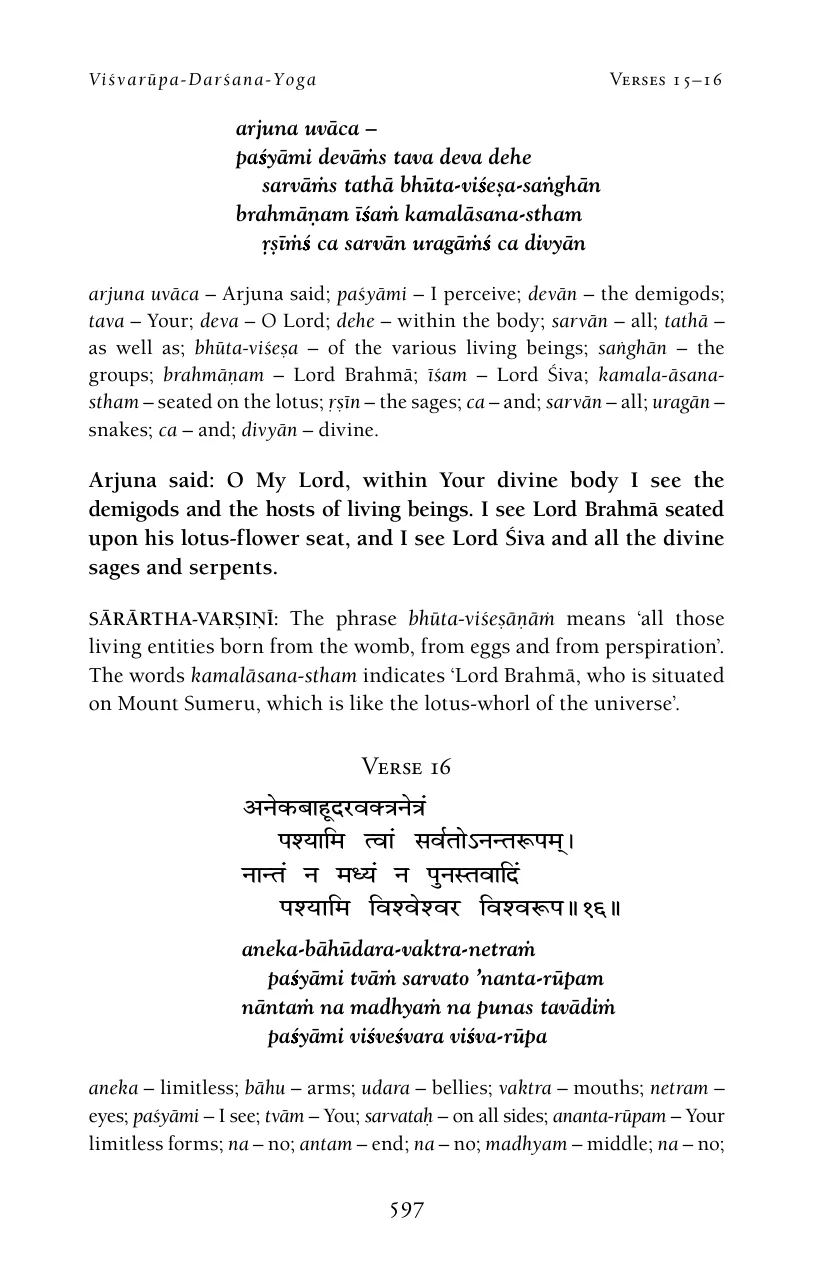 Viśvarūpa-Darśana-Yoga Verses 15–16
arjuna uvāca –
paśyāmi devāṁs tava deva dehe
sarvāṁs tathā bhūta-viśeṣa-saṅghān
brahmāṇam īśaṁ kamalāsana-stham
ṛṣīṁś ca sarvān uragāṁś ca divyān
arjuna uvāca – Arjuna said; paśyāmi – I perceive; devān – the demigods;
tava – Your; deva – O Lord; dehe – within the body; sarvān – all; tathā –
as well as; bhūta-viśeṣa – of the various living beings; saṅghān – the
groups; brahmāṇam – Lord Brahmā; īśam – Lord Śiva; kamala-āsana-
stham – seated on the lotus; ṛṣīn – the sages; ca – and; sarvān – all; uragān –
snakes; ca – and; divyān – divine.
Arjuna said: O My Lord, within Your divine body I see the
demigods and the hosts of living beings. I see Lord Brahmā seated
upon his lotus-flower seat, and I see Lord Śiva and all the divine
sages and serpents.
SĀRĀRTHA-VARṢIṆĪ: The phrase bhūta-viśeṣāṇāṁ means ‘all those
living entities born from the womb, from eggs and from perspiration’.
The words kamalāsana-stham indicates ‘Lord Brahmā, who is situated
on Mount Sumeru, which is like the lotus-whorl of the universe’.
Verse 16
अनेकबाहूदरवक्त्रनेत्रं
पश्यामि त्वां सर्वतोऽनन्तरूपम्।
नान्तं न मध्यं न पुनस्तवादिं
पश्यामि विश्वेश्वर विश्वरूप॥१६॥
aneka-bāhūdara-vaktra-netraṁ
paśyāmi tvāṁ sarvato ’nanta-rūpam
nāntaṁ na madhyaṁ na punas tavādiṁ
paśyāmi viśveśvara viśva-rūpa
aneka – limitless; bāhu – arms; udara – bellies; vaktra – mouths; netram –
eyes; paśyāmi – I see; tvām – You; sarvataḥ – on all sides; ananta-rūpam – Your
limitless forms; na – no; antam – end; na – no; madhyam – middle; na – no;
597